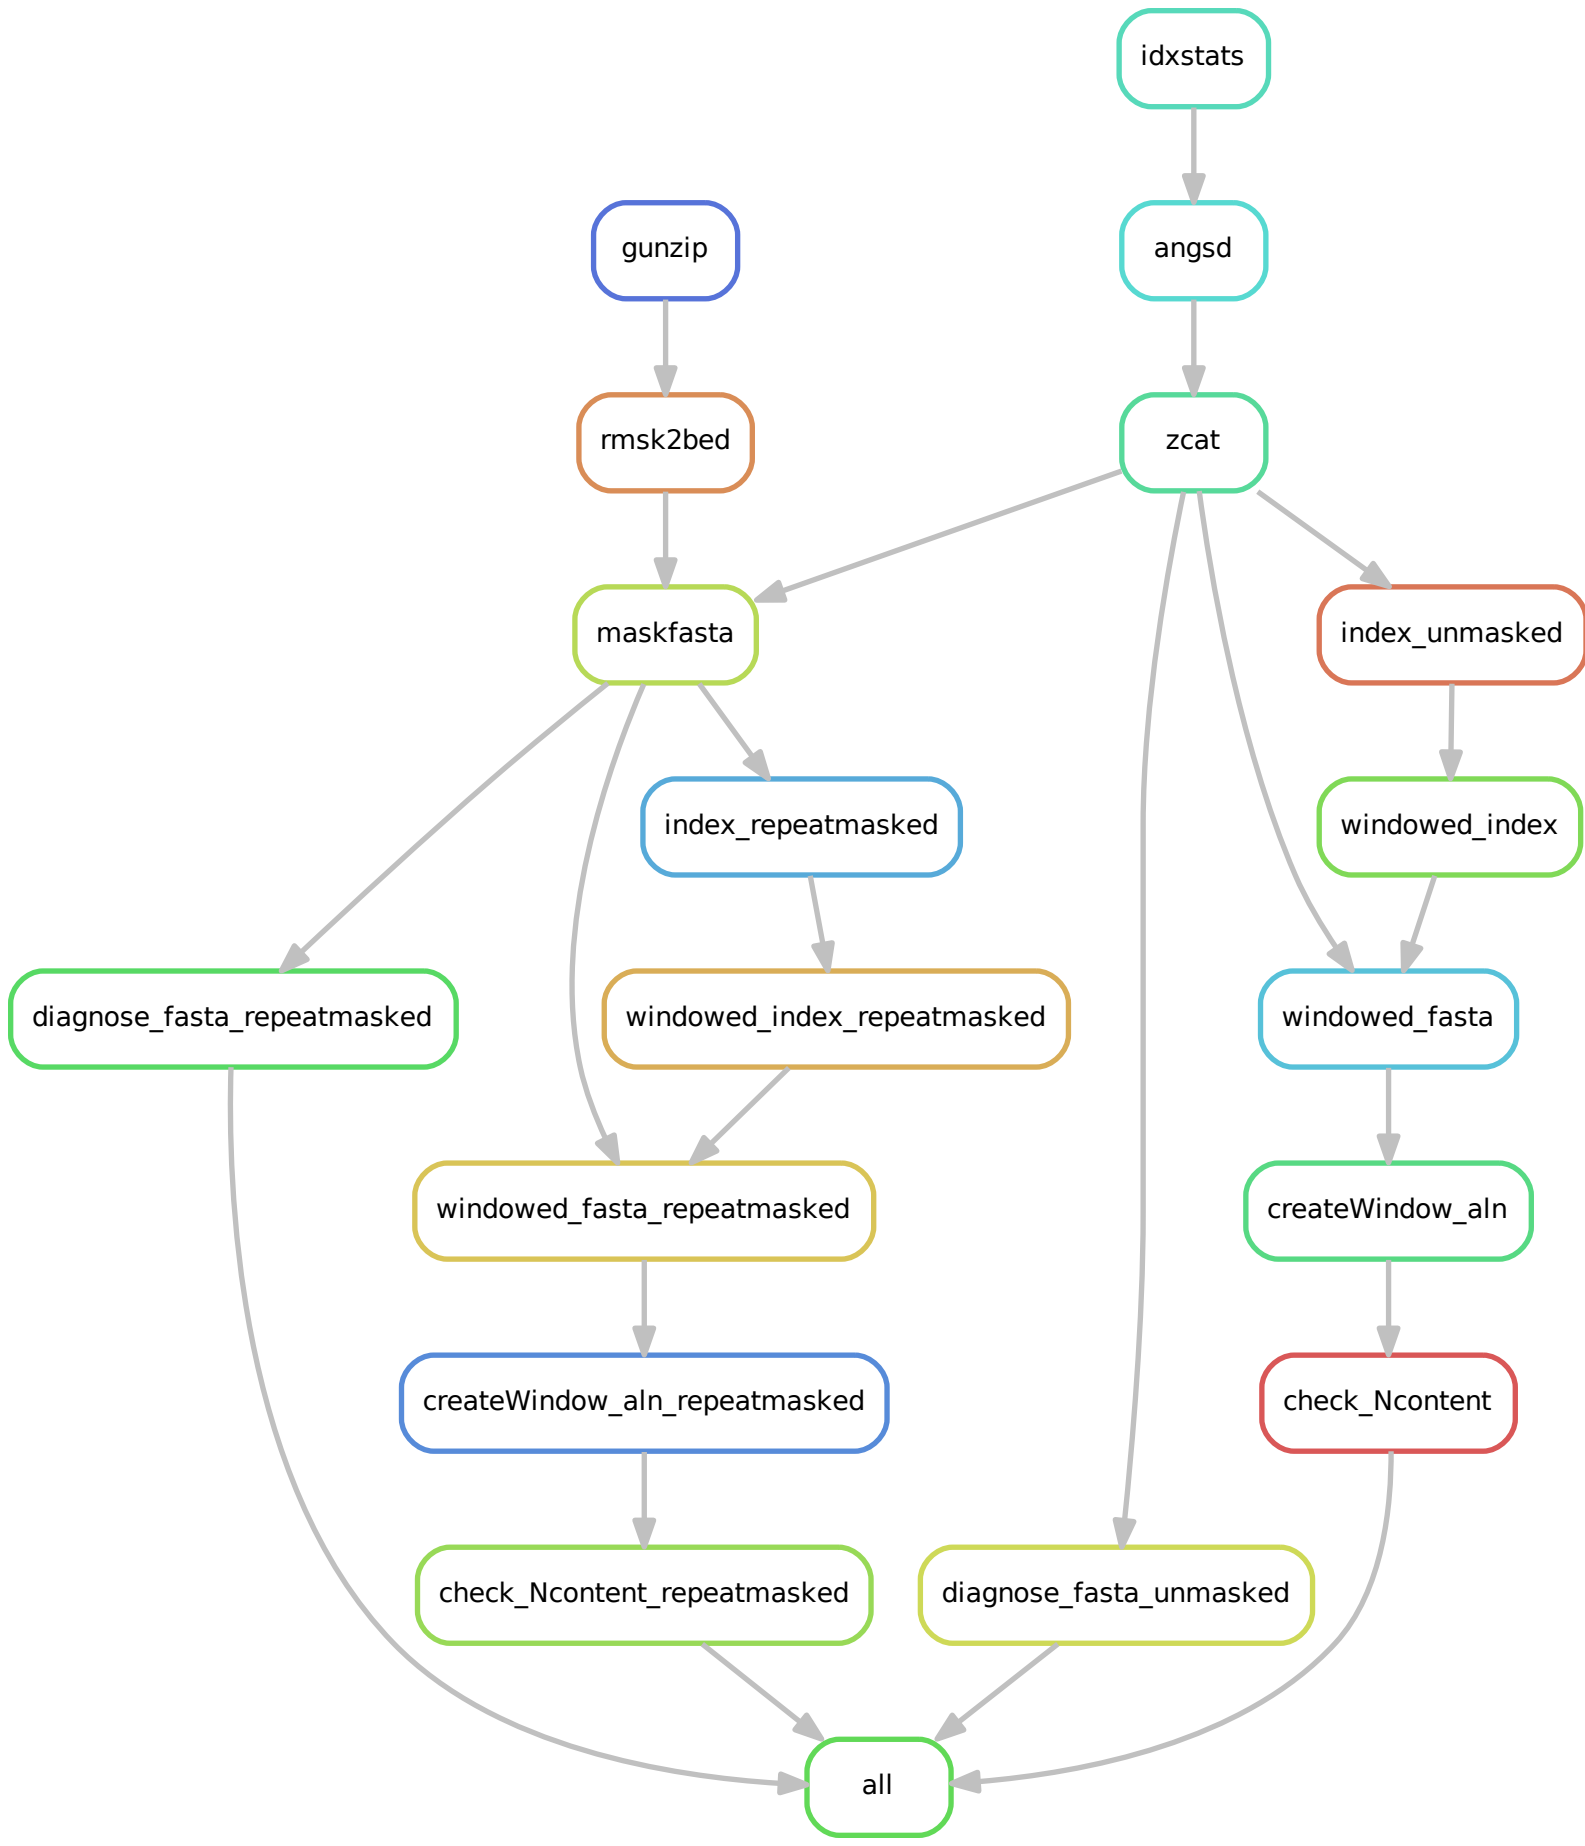 idxstats
gunzip
angsd
rmsk2bed
zcat
maskfasta
index_unmasked
index_repeatmasked
windowed_index
diagnose_fasta_repeatmasked
windowed_index_repeatmasked
windowed_fasta
windowed_fasta_repeatmasked
createWindow_aln
createWindow_aln_repeatmasked
check_Ncontent
check_Ncontent_repeatmasked
diagnose_fasta_unmasked
all